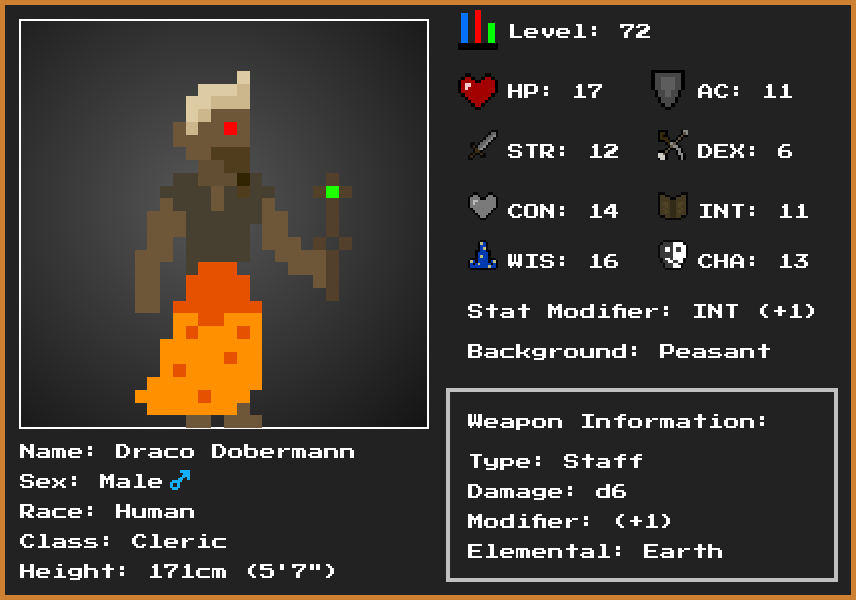 Level: 72
HP: 17
AC: 11
STR: 12
DEX: 6
CON: 14
INT: 11
WIS: 16
CHA: 13
Stat Modifier: INT (+1)
Background: Peasant
Weapon Information:
Type: Staff
Damage: d6
Modifier: (+1)
Elemental: Earth
Name: Draco Dobermann
Sex: Male♂
Race: Human
Class: Cleric
Height: 171cm (5'7")